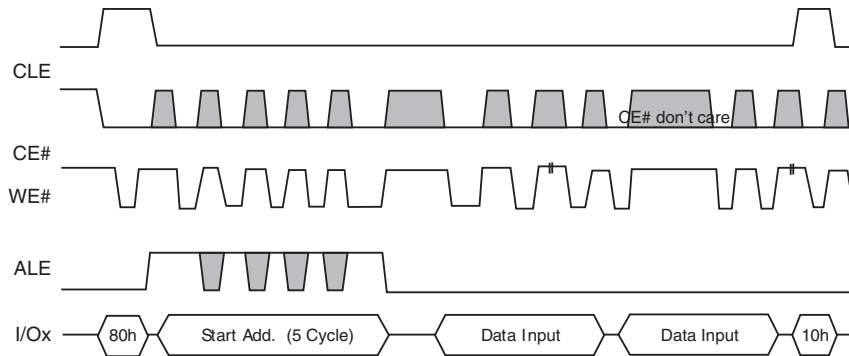 CLE
CE# don't care
CE#
WE#
ALE
I/Ox
80h
Start Add. (5 Cycle)
Data Input
Data Input
10h